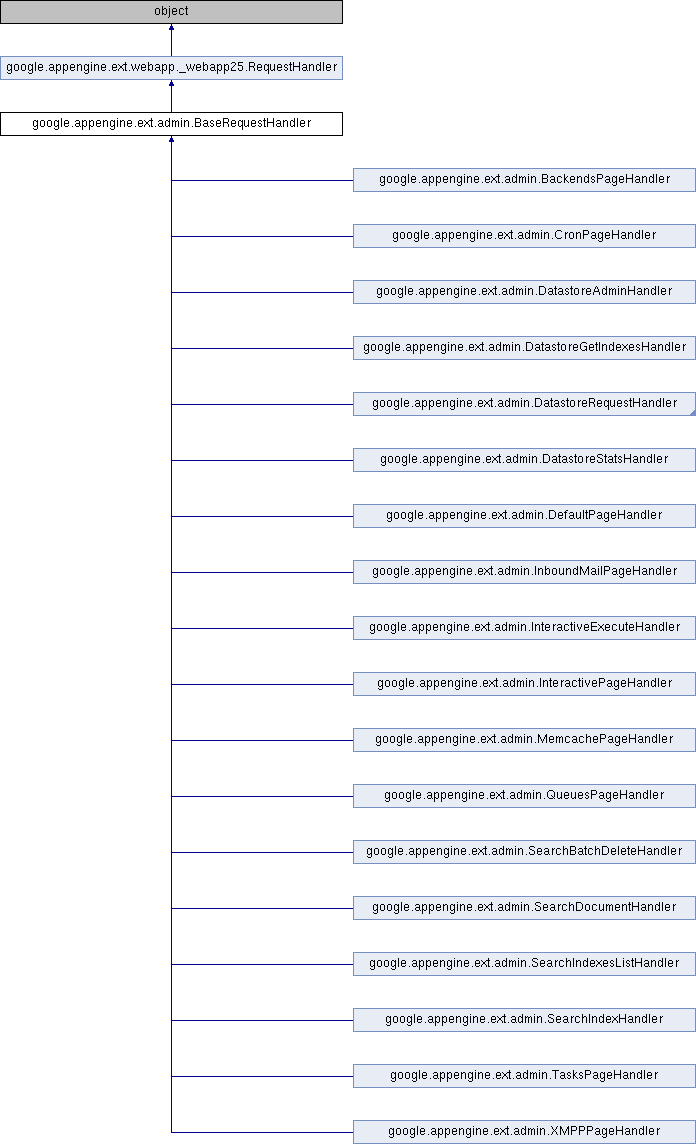 object
google.appengine.ext.webapp._webapp25.RequestHandler
google.appengine.ext.admin.BaseRequestHandler
google.appengine.ext.admin.BackendsPageHandler
google.appengine.ext.admin.CronPageHandler
google.appengine.ext.admin.DatastoreAdminHandler
google.appengine.ext.admin.DatastoreGetIndexesHandler
google.appengine.ext.admin.DatastoreRequestHandler
google.appengine.ext.admin.DatastoreStatsHandler
google.appengine.ext.admin.DefaultPageHandler
google.appengine.ext.admin.InboundMailPageHandler
google.appengine.ext.admin.InteractiveExecuteHandler
google.appengine.ext.admin.InteractivePageHandler
google.appengine.ext.admin.MemcachePageHandler
google.appengine.ext.admin.QueuesPageHandler
google.appengine.ext.admin.SearchBatchDeleteHandler
google.appengine.ext.admin.SearchDocumentHandler
google.appengine.ext.admin.SearchIndexesListHandler
google.appengine.ext.admin.SearchIndexHandler
google.appengine.ext.admin.TasksPageHandler
google.appengine.ext.admin.XMPPPageHandler